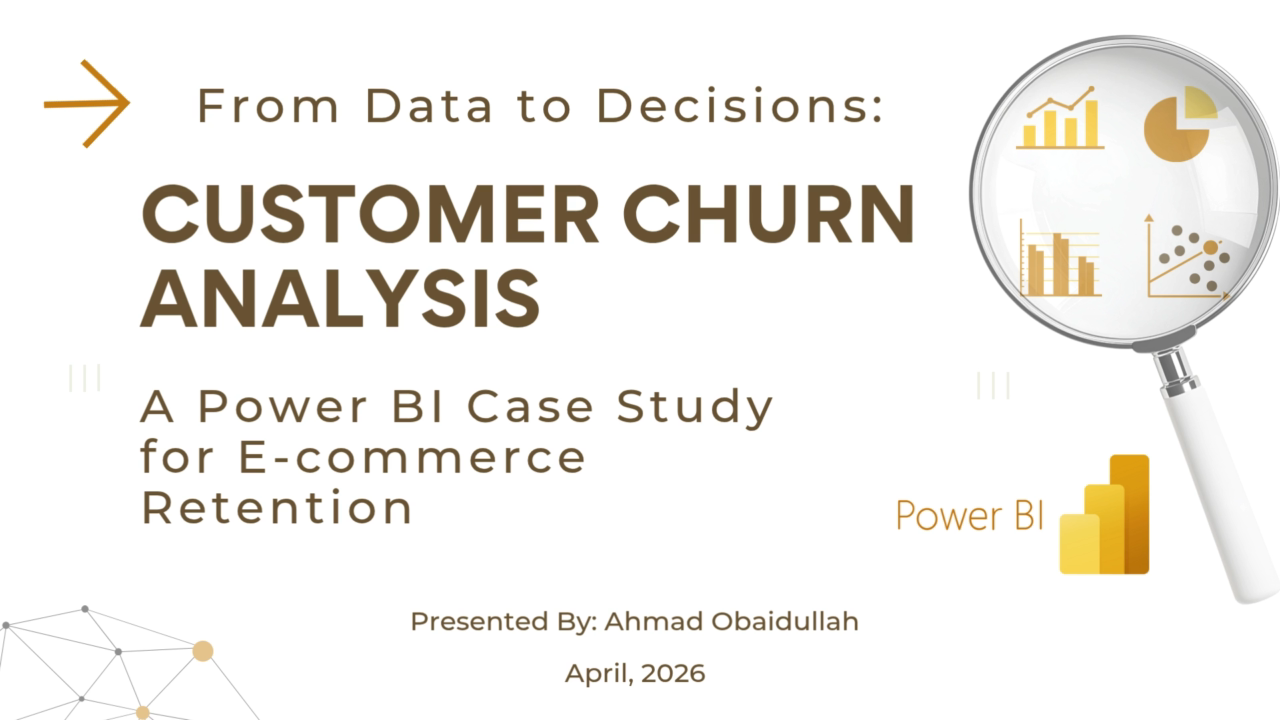 From Data to Decisions:
CUSTOMER CHURN
ANALYSIS
A Power BI Case Study
for E-commerce
Retention
Power BI
Presented By: Ahmad Obaidullah
April, 2026